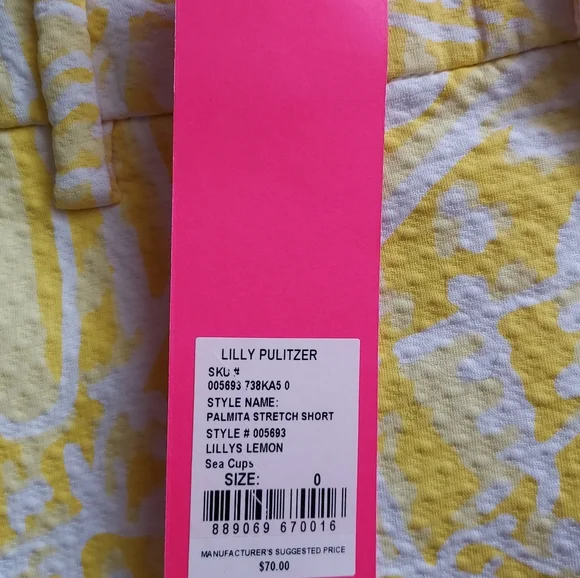 LILLY PULITZER
SKU #
005693 738KA5 0
STYLE NAME:
PALMITA STRETCH SHORT
STYLE # 005693
LILLYS LEMON
Sea Cups
SIZE: 0
889069 670016
MANUFACTURER'S SUGGESTED PRICE
$70.00